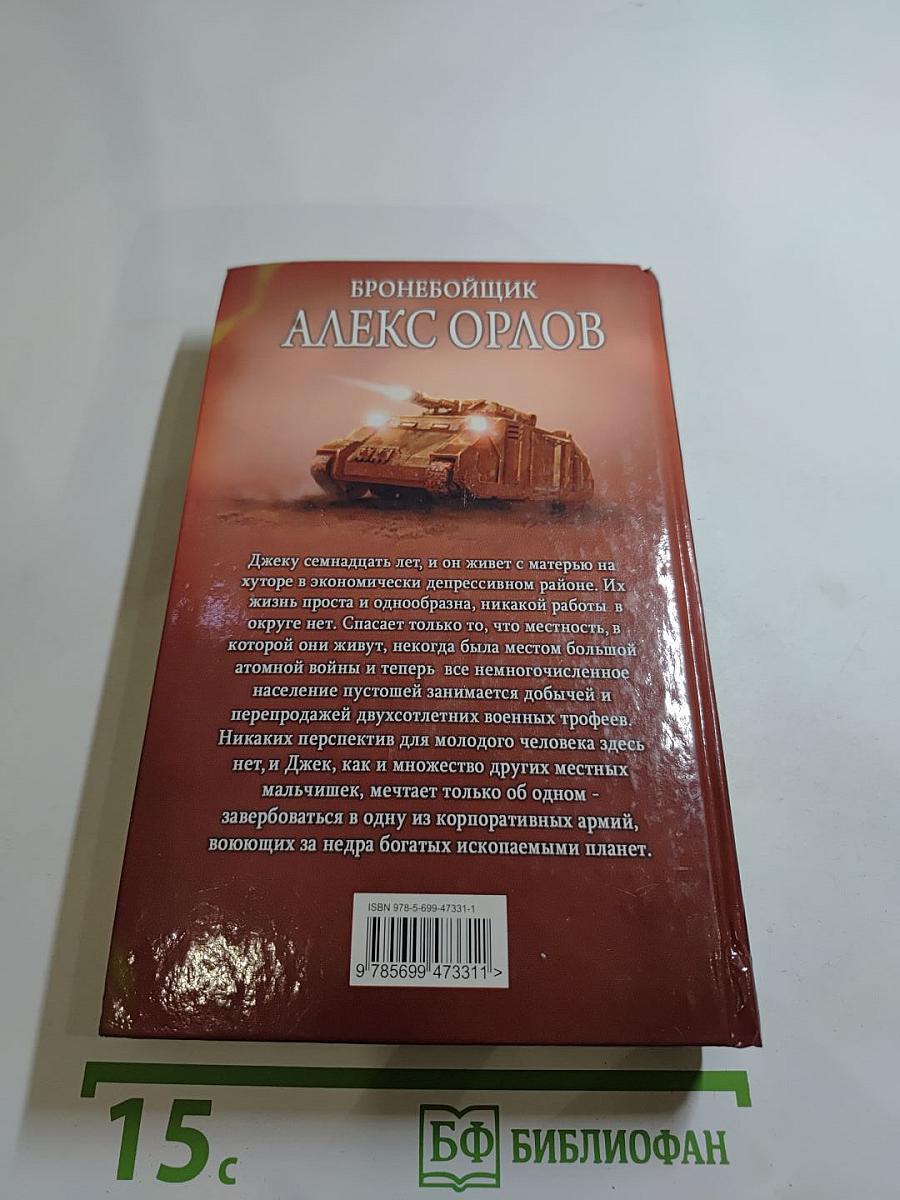 БРОНЕБОЙЩИК
АЛЕКС ОРЛОВ
Джеку семнадцать лет, и он живет с матерью на
хуторе в экономически депрессивном районе. Их
жизнь проста и однообразна, никакой работы в
округе нет. Спасает только то, что местность, в
которой они живут, некогда была местом большой
атомной войны и теперь все немногочисленное
население пустошей занимается добычей и
перепродажей двухсотлетних военных трофеев.
Никаких перспектив для молодого человека здесь
нет, и Джек, как и множество других местных
мальчишек, мечтает только об одном -
завербоваться в одну из корпоративных армий,
воюющих за недра богатых ископаемыми планет.
ISBN 978-5-699-47331-1
9 785699 473311 >
15 с
БФ БИБЛИОФАН